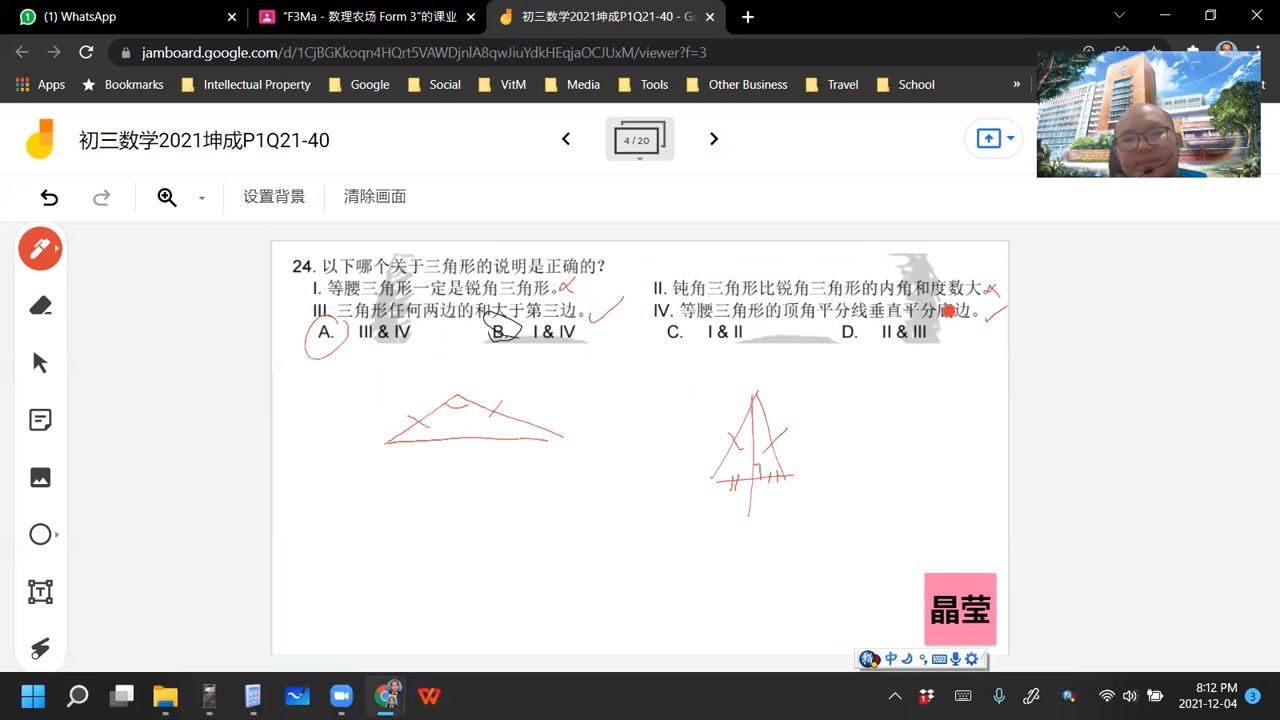 (1) WhatsApp
"F3Ma - 数理农场 Form 3"的课业
初三数学2021坤成P1Q21-40 - Go
jamboard.google.com/d/1CjBGKkoqn4HQrt5VAWDjnlA8qwJiuYdkHEqjaOCJUxM/viewer?f=3
Apps Bookmarks Intellectual Property Google Social VitM Media Tools Other Business Travel School »
初三数学2021坤成P1Q21-40
4 / 20
设置背景 清除画面
24. 以下哪个关于三角形的说明是正确的?
I. 等腰三角形一定是锐角三角形。 II. 钝角三角形比锐角三角形的内角和度数大。
III. 三角形任何两边的和大于第三边。 IV. 等腰三角形的顶角平分线垂直平分底边。
A. III & IV B. I & IV C. I & II D. II & III
晶莹
中
8:12 PM
2021-12-04
3